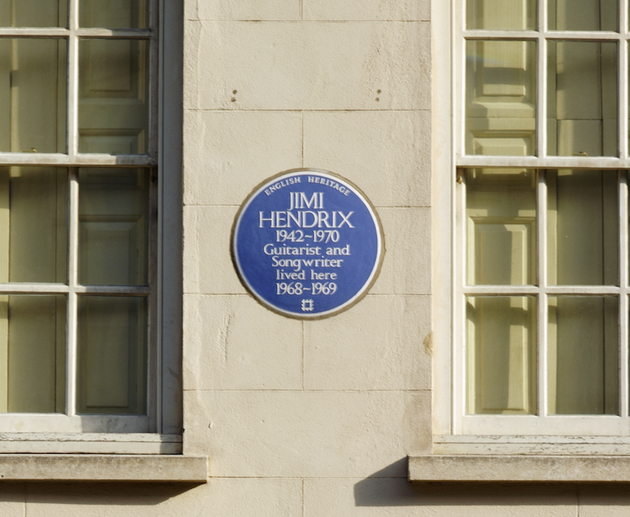 ENGLISH HERITAGE
JIMI
HENDRIX
1942~1970
Guitarist and
Songwriter
lived here
1968~1969